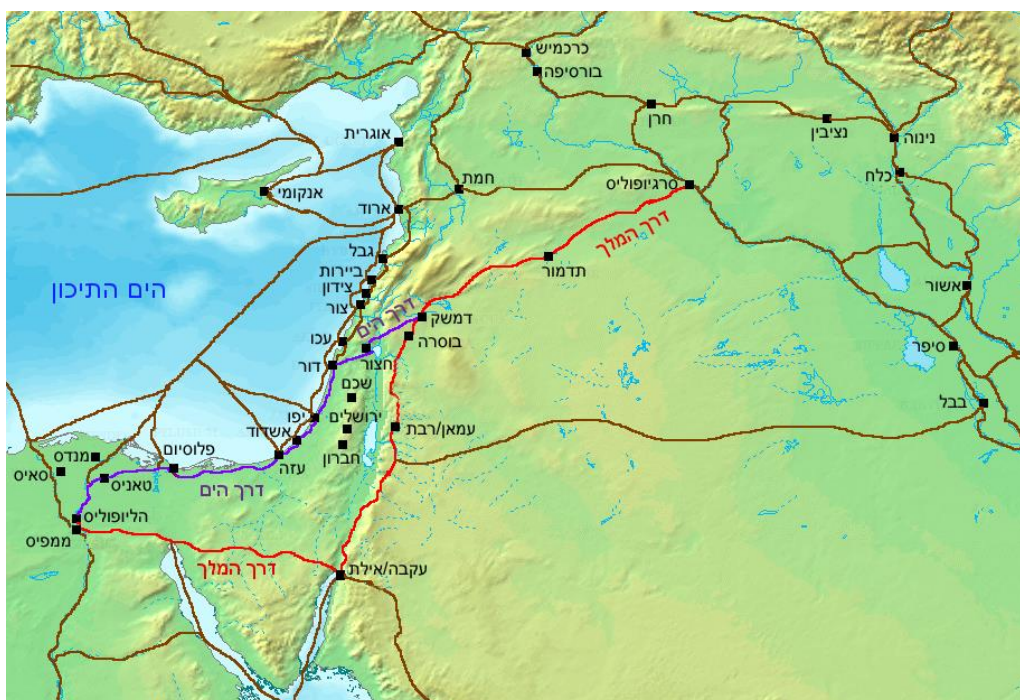 כרכמיש
בורסיפה
חרן
נציבין
נינוה
אוגרית
כלח
חמת
סרגיופוליס
אנקומי
ארוד
דרך המלך
גבל
תדמור
ביירות
הים התיכון
צידון
אשור
צור
דרך הים
דמשק
עכו
בוסרה
סיפר
חצור
דור
שכם
בבל
יפו
ירושלים
עמאן/רבת
אשדוד
פלוסיום
חברון
מנדס
עזה
סאיס
טאניס
דרך הים
הליופוליס
ממפיס
דרך המלך
עקבה/אילת